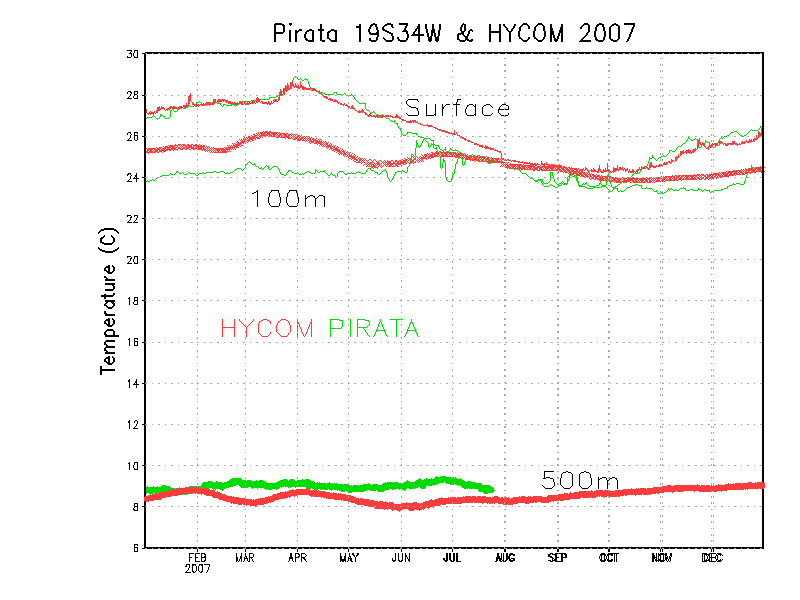 Pirata 19S34W & HYCOM 2007
30
28
26
24
22
20
18
16
14
12
10
8
6
Temperature (C)
Surface
100m
HYCOM PIRATA
500m
FEB MAR APR MAY JUN JUL AUG SEP OCT NOV DEC
2007